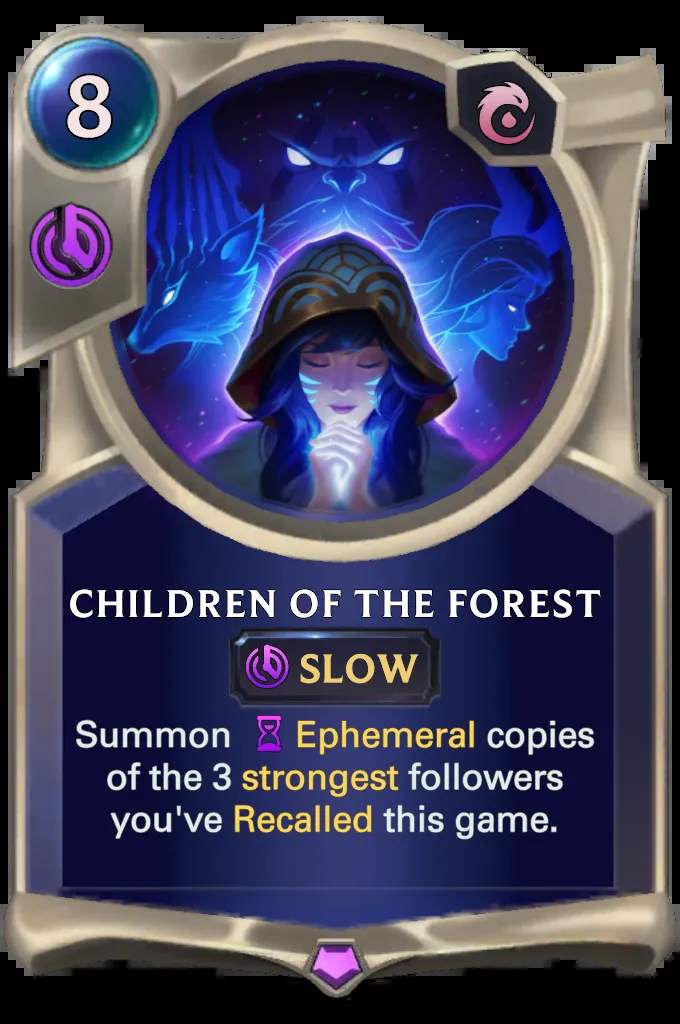 8
CHILDREN OF THE FOREST
SLOW
Summon Ephemeral copies
of the 3 strongest followers
you've Recalled this game.